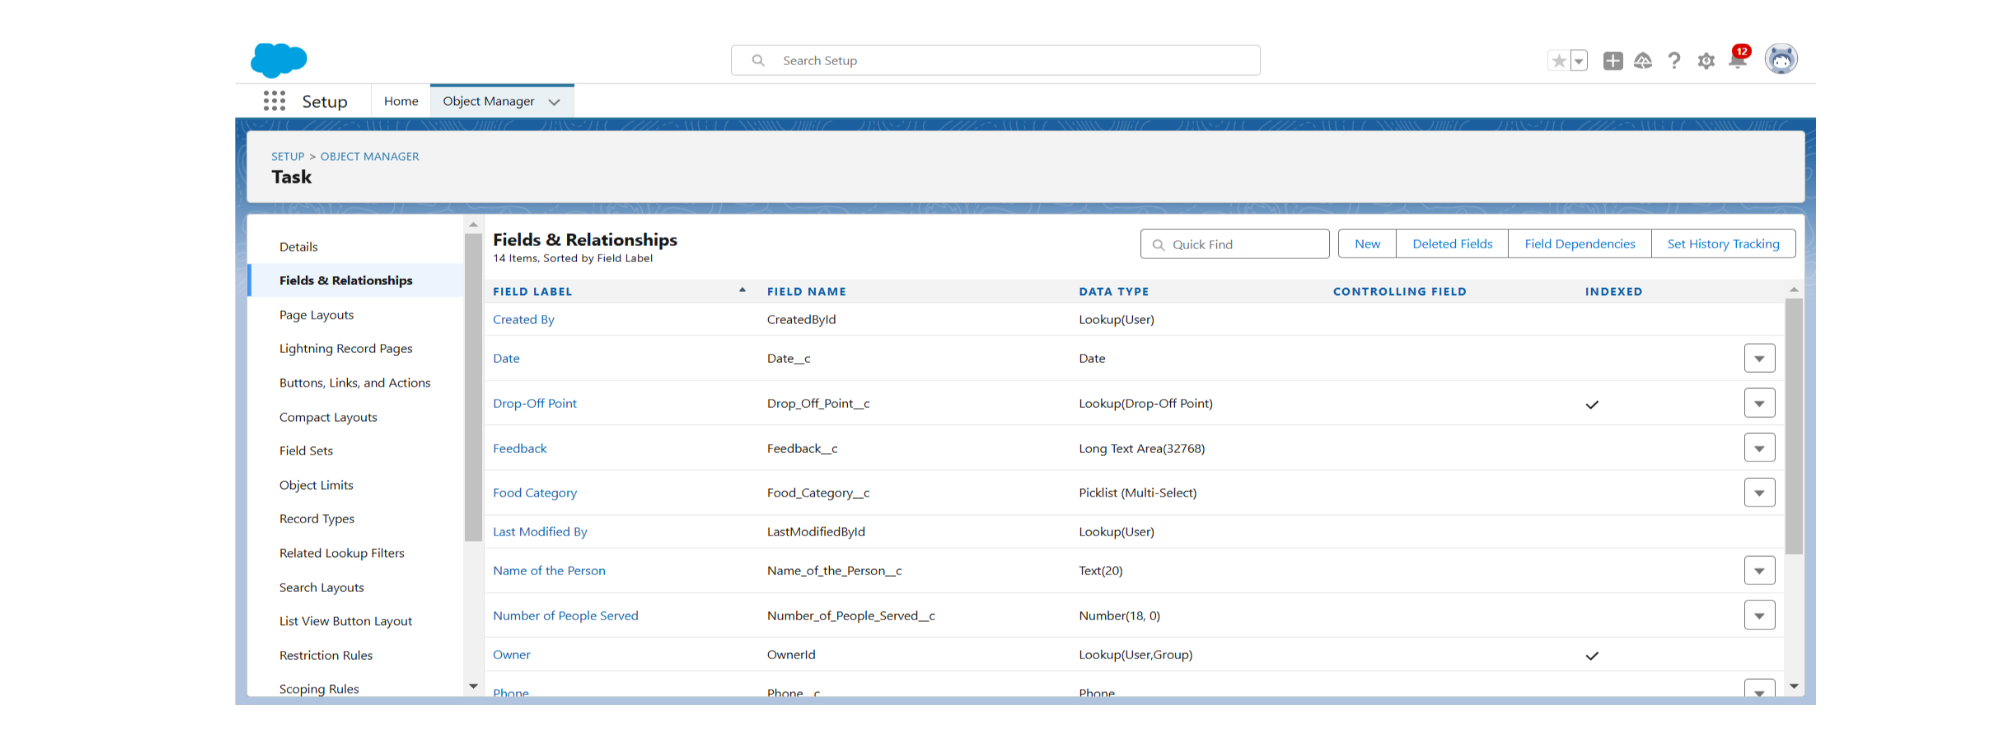 Search Setup
12
Setup
Home
Object Manager
SETUP > OBJECT MANAGER
Task
Details
Fields & Relationships
Page Layouts
Lightning Record Pages
Buttons, Links, and Actions
Compact Layouts
Field Sets
Object Limits
Record Types
Related Lookup Filters
Search Layouts
List View Button Layout
Restriction Rules
Scoping Rules
Fields & Relationships
14 Items, Sorted by Field Label
Quick Find
New
Deleted Fields
Field Dependencies
Set History Tracking
FIELD LABEL FIELD NAME DATA TYPE CONTROLLING FIELD INDEXED
Created By CreatedById Lookup(User)
Date Date__c Date
Drop-Off Point Drop_Off_Point__c Lookup(Drop-Off Point)
Feedback Feedback__c Long Text Area(32768)
Food Category Food_Category__c Picklist (Multi-Select)
Last Modified By LastModifiedById Lookup(User)
Name of the Person Name_of_the_Person__c Text(20)
Number of People Served Number_of_People_Served__c Number(18, 0)
Owner OwnerId Lookup(User,Group)
Phone Phone__c Phone